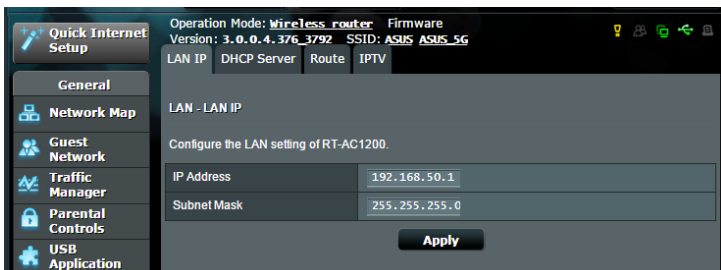 Quick Internet
Setup
Operation Mode: Wireless router Firmware
Version: 3.0.0.4.376_3792 SSID: ASUS ASUS_5G
LAN IP DHCP Server Route IPTV
General
Network Map
Guest
Network
Traffic
Manager
Parental
Controls
USB
Application
LAN - LAN IP
Configure the LAN setting of RT-AC1200.
IP Address 192.168.50.1
Subnet Mask 255.255.255.0
Apply